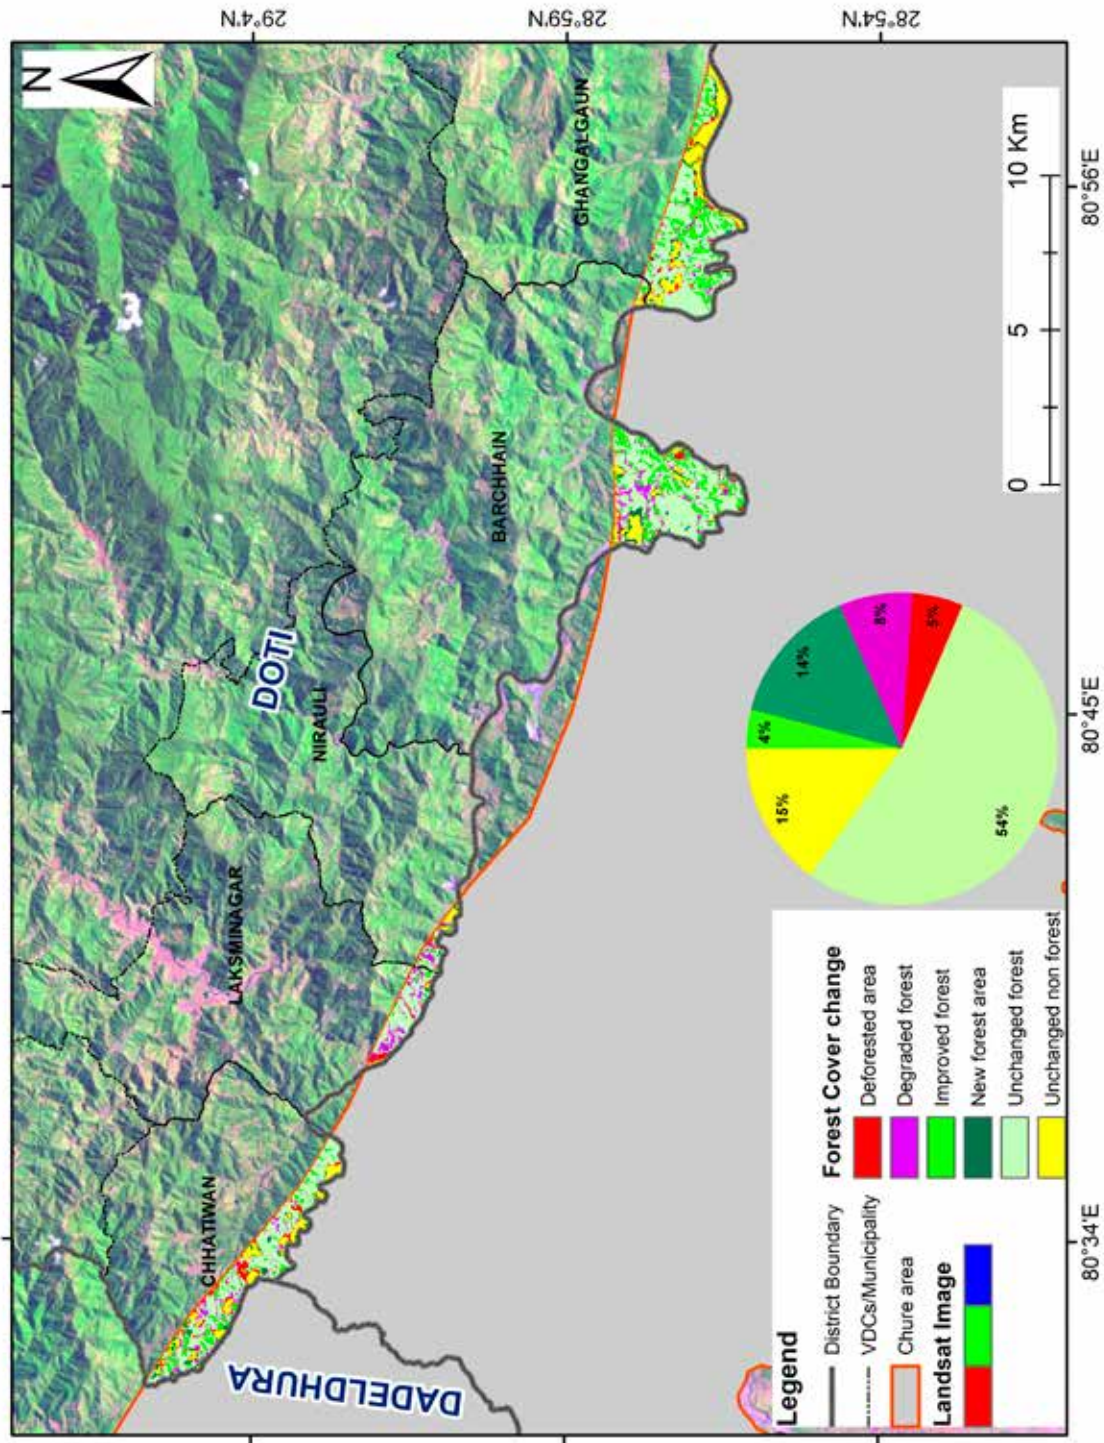 29°4'N
28°59'N
28°54'N
N
DOTI
DADELDHURA
CHHATIWAN
LAKSMINAGAR
NIRAULI
BARCHHAIN
GHANGALGAUN
0 5 10 Km
15%
4%
14%
8%
5%
54%
Legend
District Boundary
VDCs/Municipality
Chure area
Landsat Image
Forest Cover change
Deforested area
Degraded forest
Improved forest
New forest area
Unchanged forest
Unchanged non forest
80°34'E
80°45'E
80°56'E